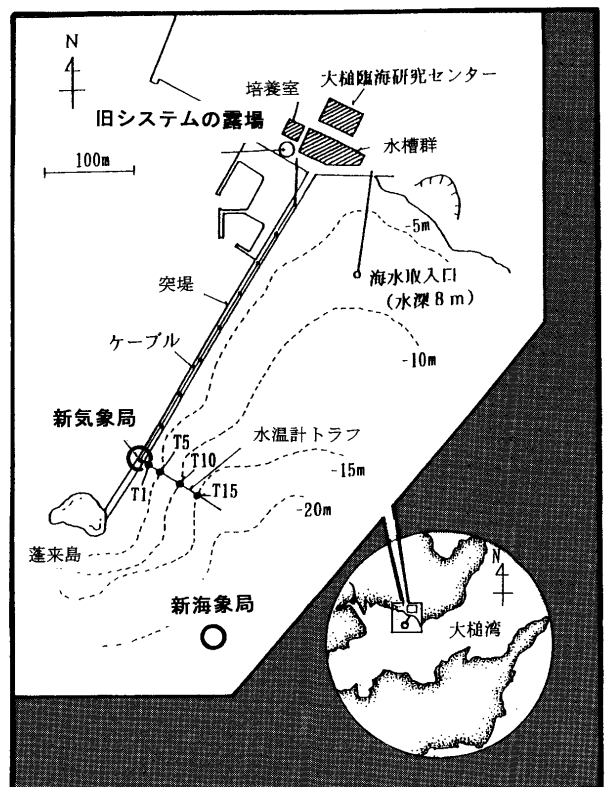 N
大槌臨海研究センター
培養室
旧システムの露場
水槽群
100m
-5m
海水取入口
(水深8m)
突堤
ケーブル
-10m
新気象局
水温計トラフ
T5
T10
-15m
T1
T15
-20m
蓬来島
新海象局
N
大槌湾